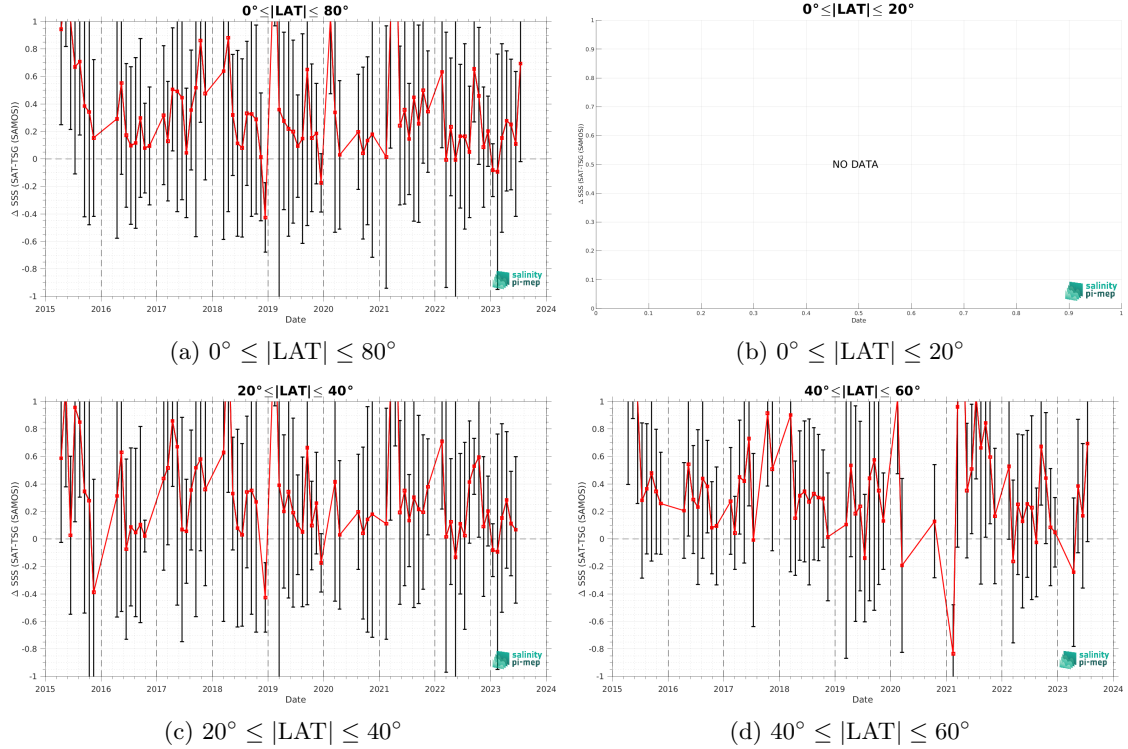 0°≤|LAT|≤ 80°
Δ SSS (SAT-TSG (SAMOS))
1
0.8
0.6
0.4
0.2
0
-0.2
-0.4
-0.6
-0.8
-1
2015 2016 2017 2018 2019 2020 2021 2022 2023 2024
Date
salinity
pi-mep
(a) 0° ≤ |LAT| ≤ 80°
0°≤|LAT|≤ 20°
Δ SSS (SAT-TSG (SAMOS))
1
0.9
0.8
0.7
0.6
0.5
0.4
0.3
0.2
0.1
0
NO DATA
0 0.1 0.2 0.3 0.4 0.5 0.6 0.7 0.8 0.9 1
Date
salinity
pi-mep
(b) 0° ≤ |LAT| ≤ 20°
20°≤|LAT|≤ 40°
Δ SSS (SAT-TSG (SAMOS))
1
0.8
0.6
0.4
0.2
0
-0.2
-0.4
-0.6
-0.8
-1
2015 2016 2017 2018 2019 2020 2021 2022 2023 2024
Date
salinity
pi-mep
(c) 20° ≤ |LAT| ≤ 40°
40°≤|LAT|≤ 60°
Δ SSS (SAT-TSG (SAMOS))
1
0.8
0.6
0.4
0.2
0
-0.2
-0.4
-0.6
-0.8
-1
2015 2016 2017 2018 2019 2020 2021 2022 2023 2024
Date
salinity
pi-mep
(d) 40° ≤ |LAT| ≤ 60°